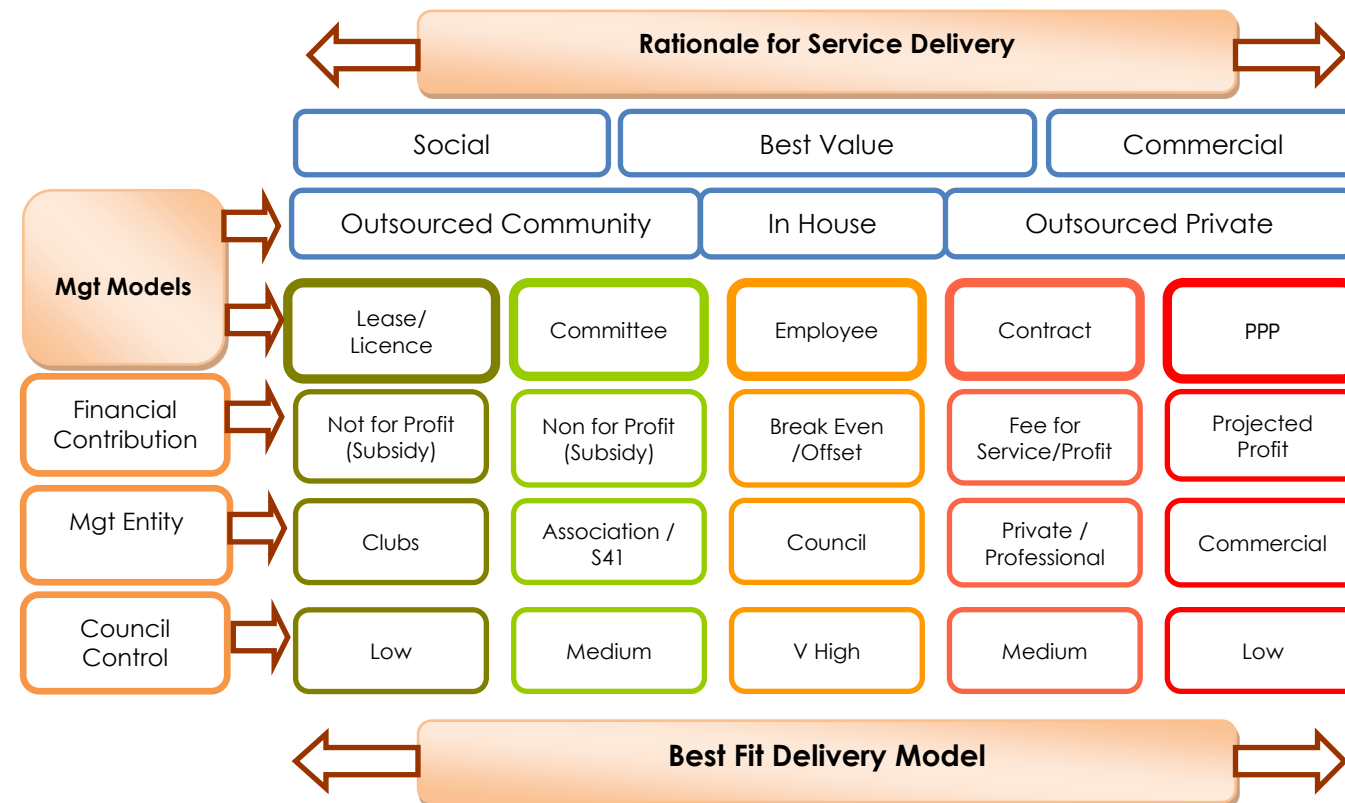 Rationale for Service Delivery
Social
Best Value
Commercial
Outsourced Community
In House
Outsourced Private
Mgt Models
Lease/
Licence
Committee
Employee
Contract
PPP
Financial
Contribution
Not for Profit
(Subsidy)
Non for Profit
(Subsidy)
Break Even
/Offset
Fee for
Service/Profit
Projected
Profit
Mgt Entity
Clubs
Association /
S41
Council
Private /
Professional
Commercial
Council
Control
Low
Medium
V High
Medium
Low
Best Fit Delivery Model